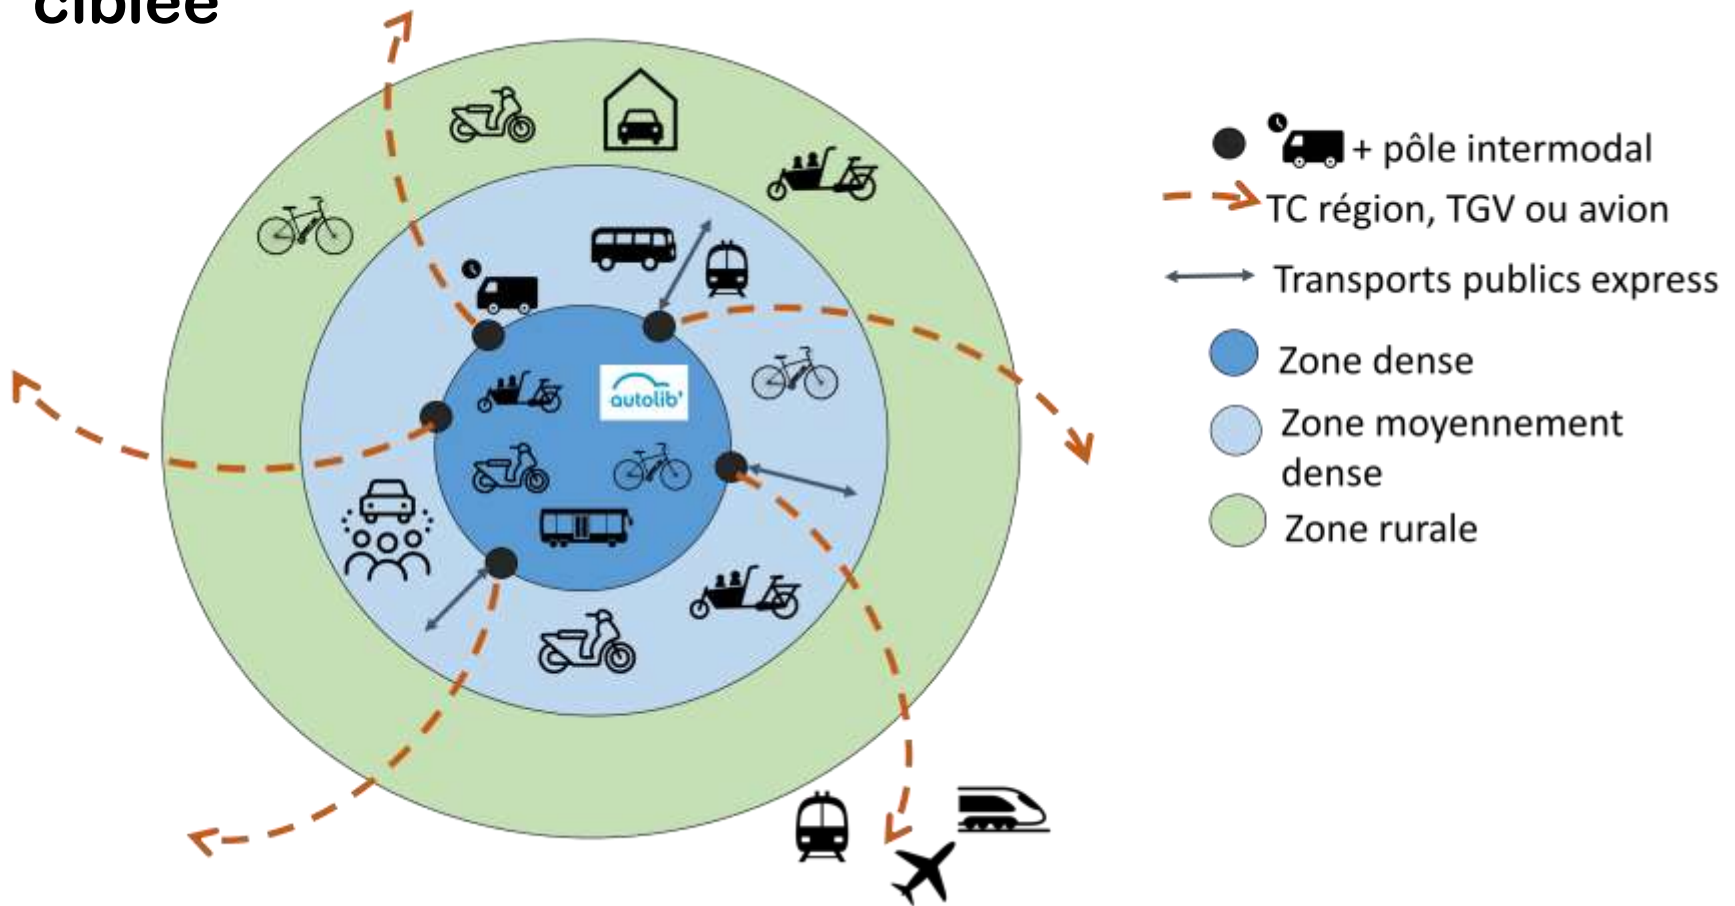 ciblée
autolib'
+ pôle intermodal
TC région, TGV ou avion
Transports publics express
Zone dense
Zone moyennement
dense
Zone rurale